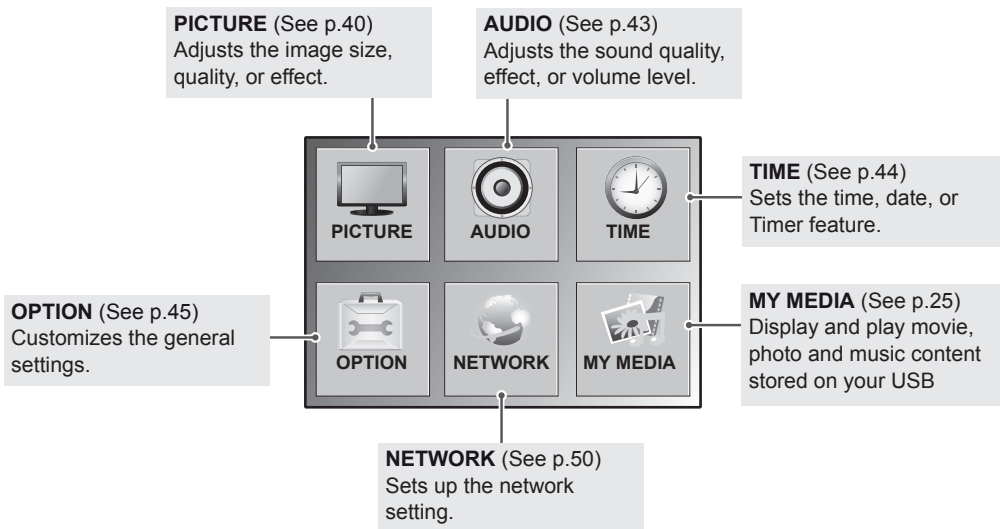 PICTURE (See p.40)
Adjusts the image size,
quality, or effect.
AUDIO (See p.43)
Adjusts the sound quality,
effect, or volume level.
PICTURE
AUDIO
TIME
TIME (See p.44)
Sets the time, date, or
Timer feature.
OPTION (See p.45)
Customizes the general
settings.
OPTION
NETWORK
MY MEDIA
MY MEDIA (See p.25)
Display and play movie,
photo and music content
stored on your USB
NETWORK (See p.50)
Sets up the network
setting.